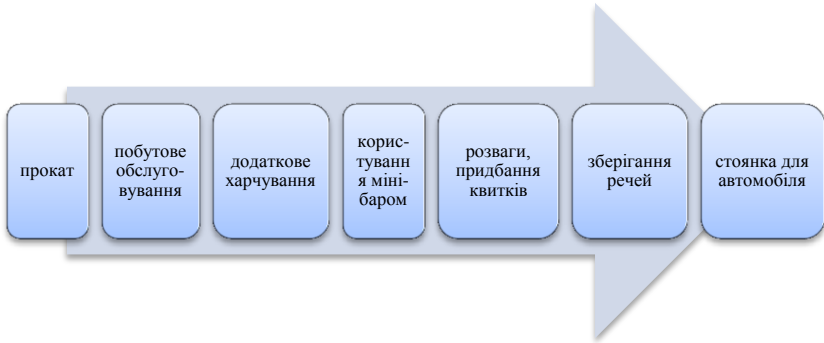 прокат
побутове
обслуго-
вування
додаткове
харчування
корис-
туванн
я міні-
баром
розваги,
придбання
квитків
зберігання
речей
стоянка для
автомобіля